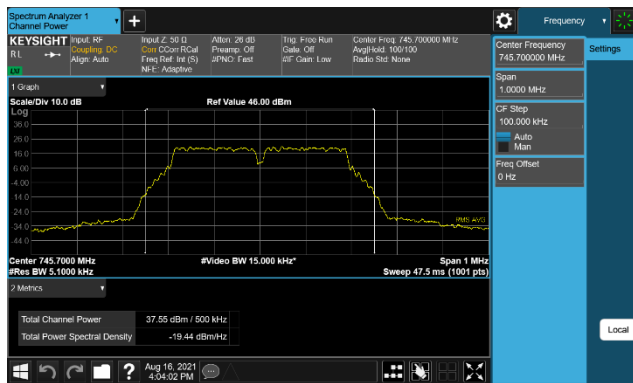 Spectrum Analyzer 1
Channel Power
Frequency
KEYSIGHT
Input: RF
Coupling: DC
Align: Auto
Input Z: 50 Ω
Corr CCorr RCal
Freq Ref: Int (S)
NFE: Adaptive
Atten: 26 dB
Preamp: Off
#PNO: Fast
Trig: Free Run
Gate: Off
#IF Gain: Low
Center Freq: 745.700000 MHz
Avg|Hold: 100/100
Radio Std: None
RL
Center Frequency
745.700000 MHz
Settings
Span
1.0000 MHz
CF Step
100.000 kHz
Auto
Man
Freq Offset
0 Hz
1 Graph
Scale/Div 10.0 dB
Ref Value 46.00 dBm
Log
36.0
26.0
16.0
6.00
-4.00
-14.0
-24.0
-34.0
-44.0
RMS AVG
Center 745.7000 MHz
#Video BW 15.000 kHz*
Span 1 MHz
#Res BW 5.1000 kHz
Sweep 47.5 ms (1001 pts)
2 Metrics
Total Channel Power
37.55 dBm / 500 kHz
Total Power Spectral Density
-19.44 dBm/Hz
Local
?
Aug 16, 2021
4:04:02 PM